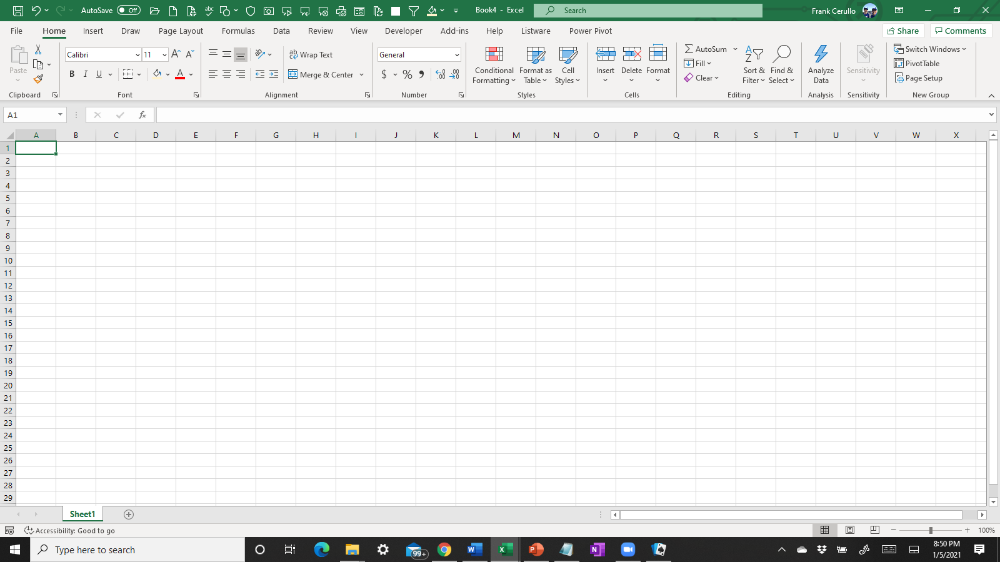 AutoSave Off abc Book4 - Excel Search Frank Cerullo
File Home Insert Draw Page Layout Formulas Data Review View Developer Add-ins Help Listware Power Pivot Share Comments
Paste
Clipboard
Calibri 11 A A
B I U A
Font
ab Wrap Text
Merge & Center
Alignment
General
$ % 9 .00 .00
Number
Conditional Formatting
Format as Table
Cell Styles
Styles
Insert Delete Format
Cells
AutoSum
Fill
Clear
Sort & Filter
Find & Select
Editing
Analyze Data
Analysis
Sensitivity
Sensitivity
Switch Windows
PivotTable
Page Setup
New Group
A1 fx
A B C D E F G H I J K L M N O P Q R S T U V W X
1
2
3
4
5
6
7
8
9
10
11
12
13
14
15
16
17
18
19
20
21
22
23
24
25
26
27
28
29
Sheet1
Accessibility: Good to go 100%
Type here to search 99+ 8:50 PM
1/5/2021